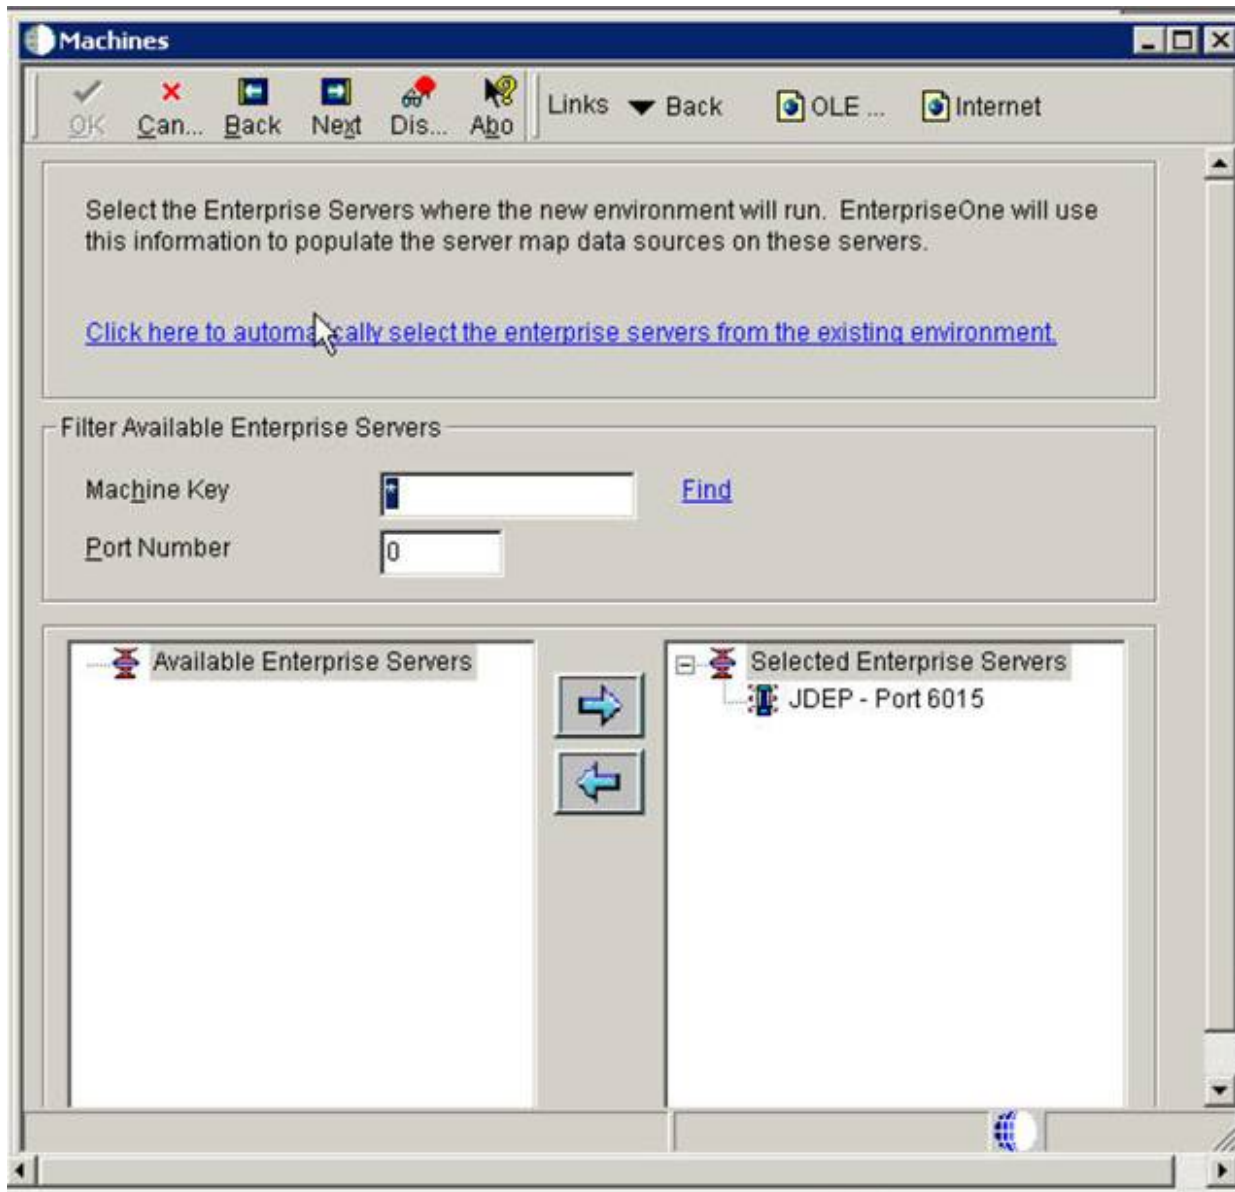 Machines
OK Can... Back Next Dis... Abo Links Back OLE ... Internet
Select the Enterprise Servers where the new environment will run. EnterpriseOne will use
this information to populate the server map data sources on these servers.
Click here to automatically select the enterprise servers from the existing environment.
Filter Available Enterprise Servers
Machine Key * Find
Port Number 0
Available Enterprise Servers
Selected Enterprise Servers
JDEP - Port 6015